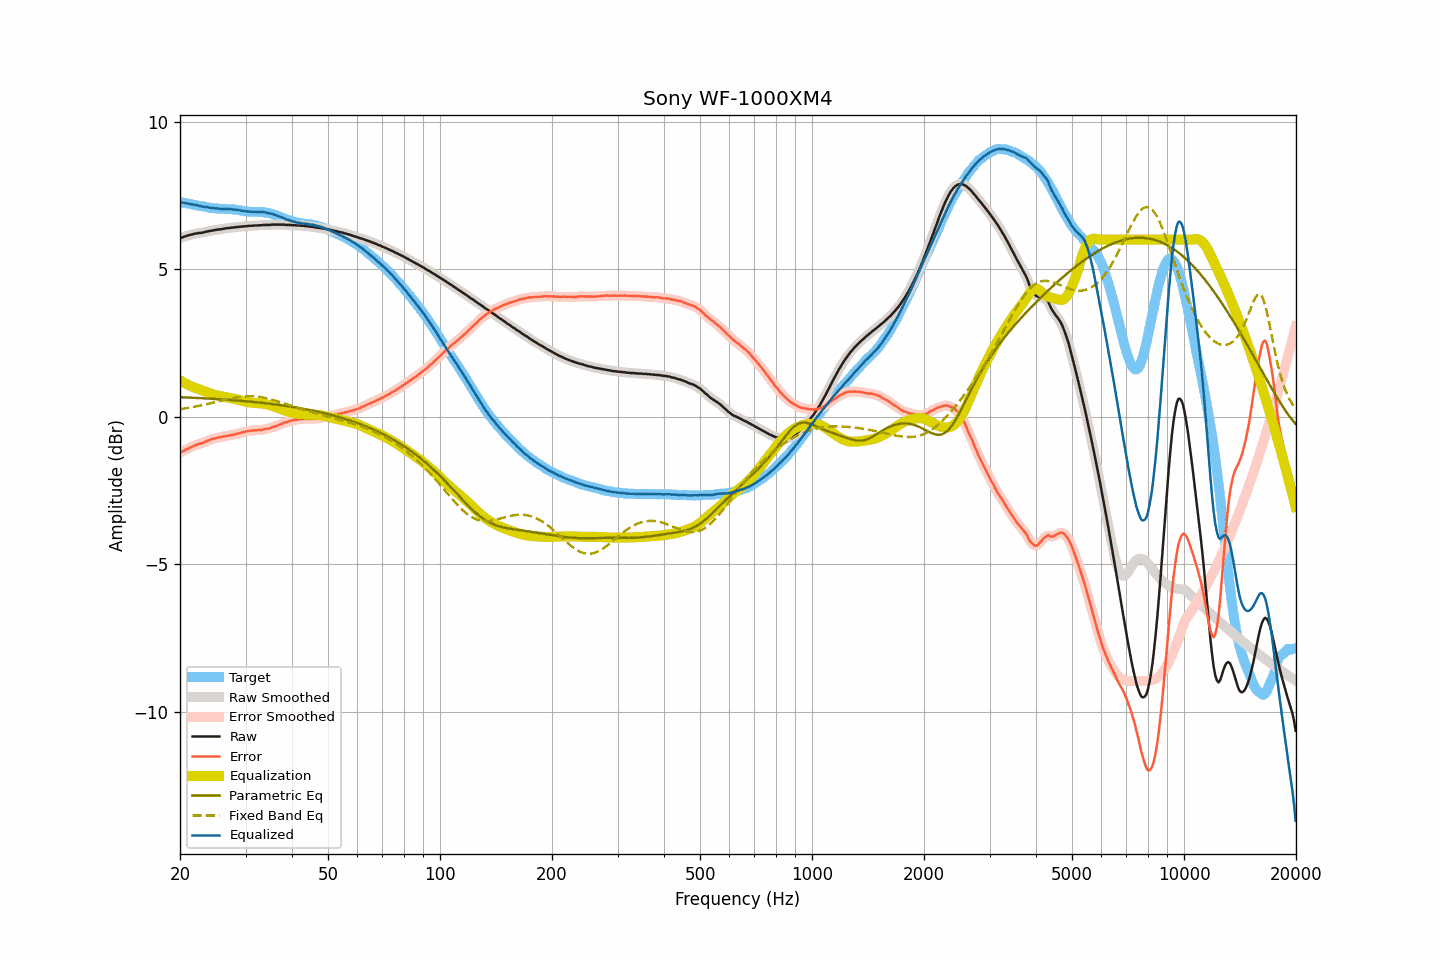 Sony WF-1000XM4
10
5
0
−5
−10
Amplitude (dBr)
Target
Raw Smoothed
Error Smoothed
Raw
Error
Equalization
Parametric Eq
Fixed Band Eq
Equalized
20 50 100 200 500 1000 2000 5000 10000 20000
Frequency (Hz)